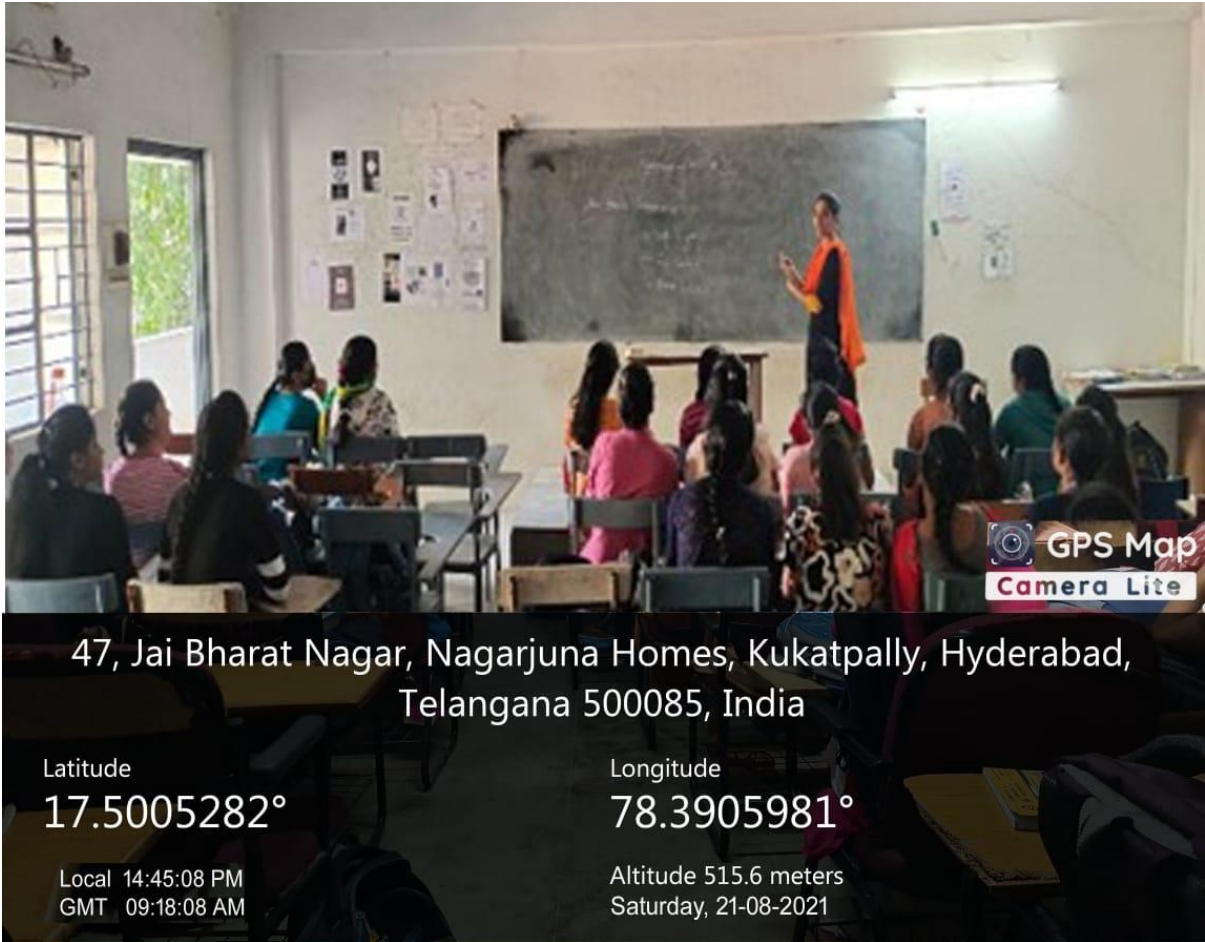 GPS Map
Camera Lite
47, Jai Bharat Nagar, Nagarjuna Homes, Kukatpally, Hyderabad,
Telangana 500085, India
Latitude
17.5005282°
Longitude
78.3905981°
Local 14:45:08 PM
GMT 09:18:08 AM
Altitude 515.6 meters
Saturday, 21-08-2021